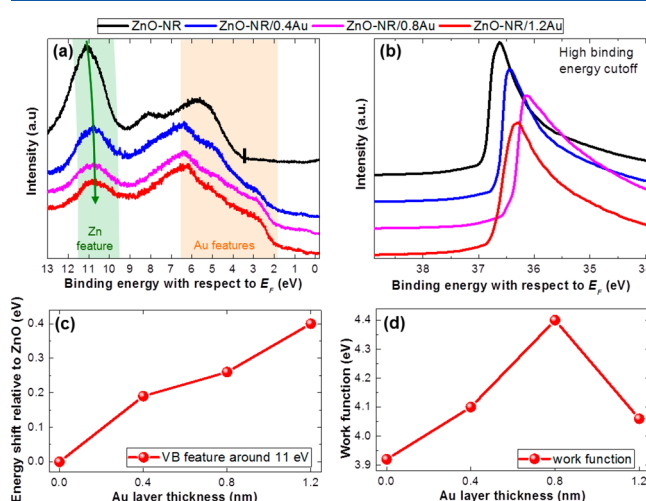 ZnO-NR ZnO-NR/0.4Au ZnO-NR/0.8Au ZnO-NR/1.2Au
(a)
Intensity (a.u)
Zn
feature
Au features
13 12 11 10 9 8 7 6 5 4 3 2 1 0
Binding energy with respect to E_F (eV)
(b)
High binding
energy cutoff
Intensity (a.u)
38 37 36 35 34
Binding energy with respect to E_F (eV)
(c)
Energy shift relative to ZnO (eV)
0.4
0.3
0.2
0.1
0.0
VB feature around 11 eV
0.0 0.4 0.8 1.2
Au layer thickness (nm)
(d)
Work function (eV)
4.4
4.3
4.2
4.1
4.0
3.9
work function
0.0 0.4 0.8 1.2
Au layer thickness (nm)